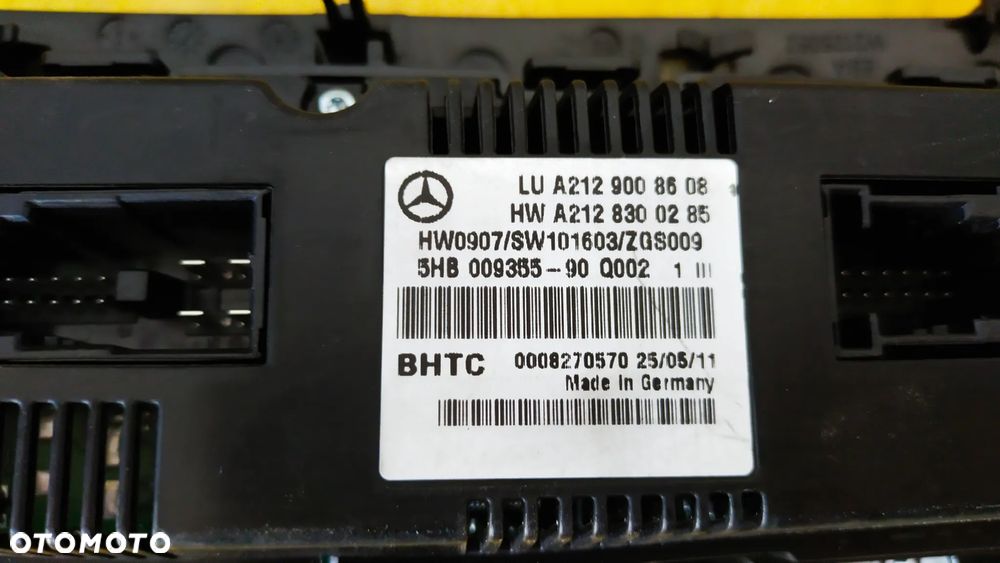 LU A212 900 86 08
HW A212 830 02 85
HW0907/SW101603/ZGS009
5HB 009355-90 Q002 1 III
BHTC 0008270570 25/05/11
Made In Germany
OTOMOTO